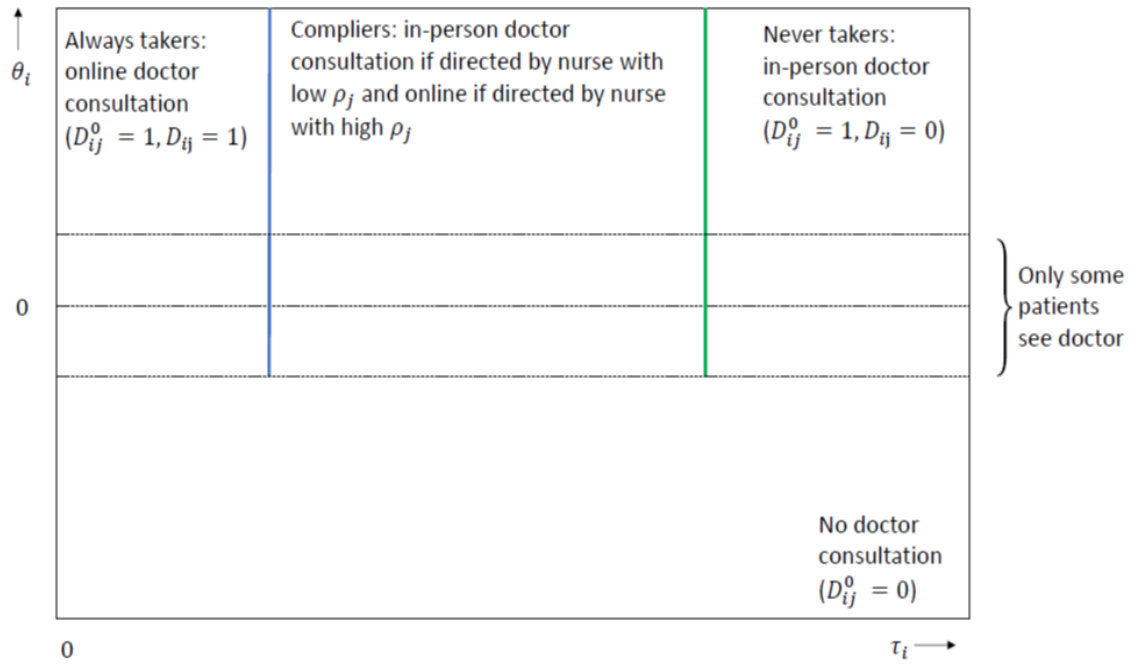 Always takers:
online doctor
consultation
(D⁰ᵢⱼ = 1, Dᵢⱼ = 1)
Compliers: in-person doctor
consultation if directed by nurse with
low ρⱼ and online if directed by nurse
with high ρⱼ
Never takers:
in-person doctor
consultation
(D⁰ᵢⱼ = 1, Dᵢⱼ = 0)
θᵢ
0
Only some
patients
see doctor
No doctor
consultation
(D⁰ᵢⱼ = 0)
0
τᵢ